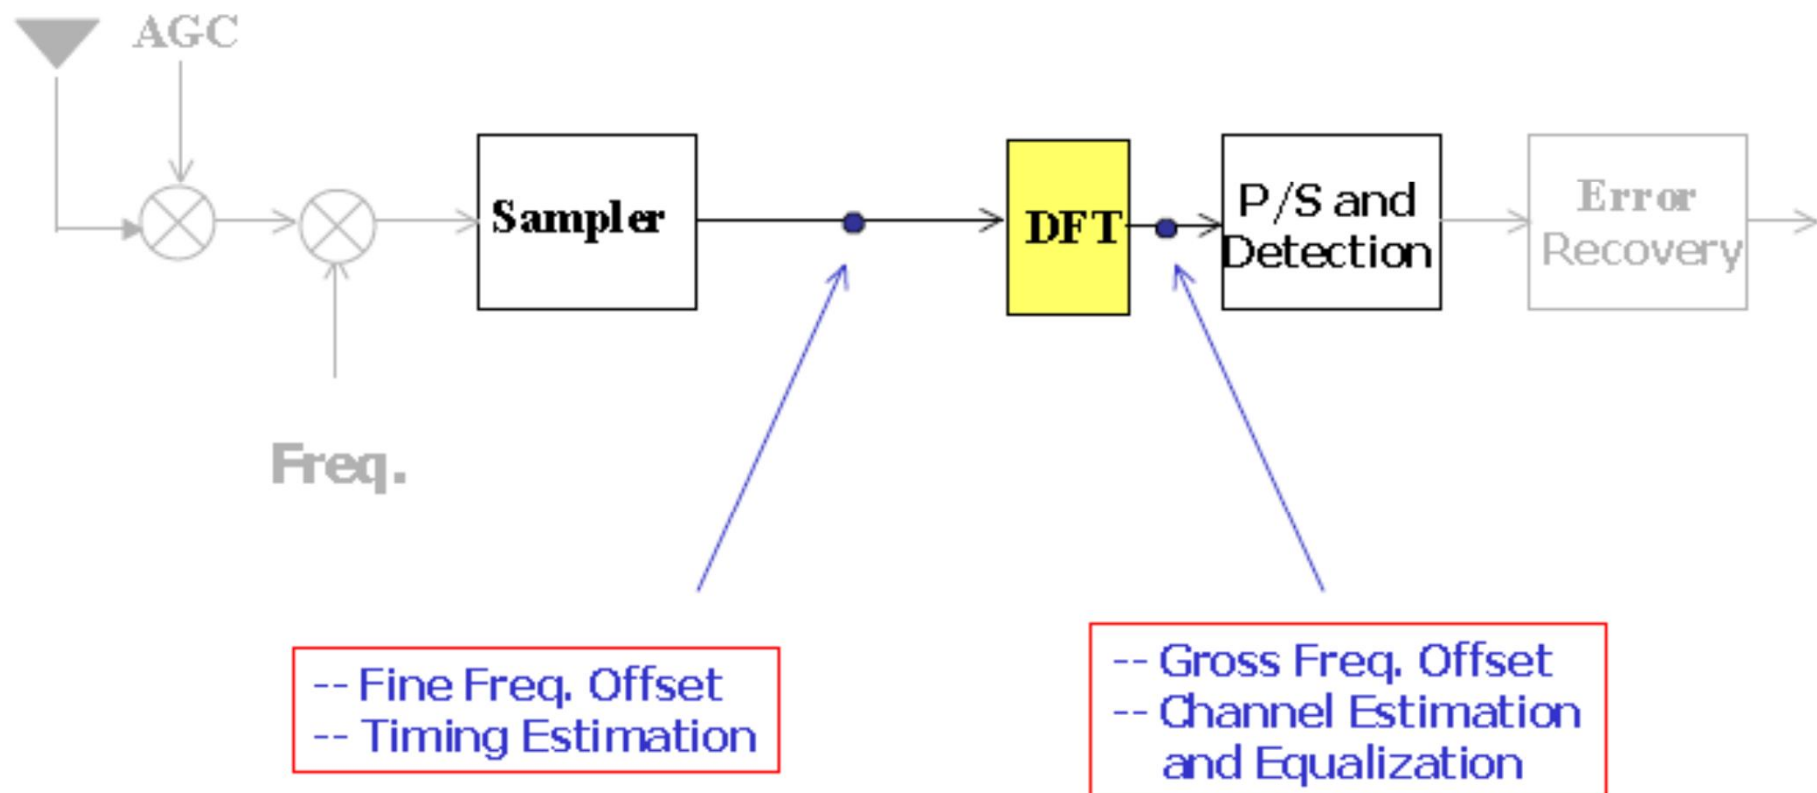 AGC
Sampler
DFT
P/S and
Detection
Error
Recovery
Freq.
-- Fine Freq. Offset
-- Timing Estimation
-- Gross Freq. Offset
-- Channel Estimation
and Equalization